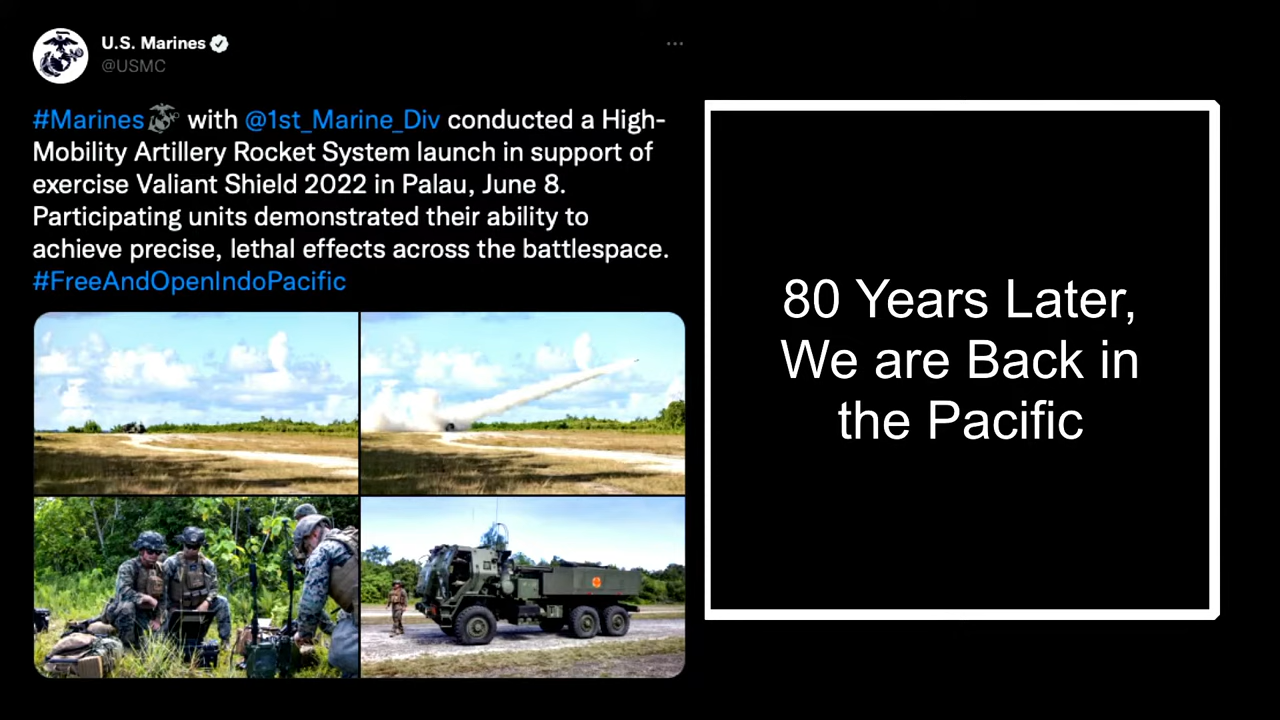 U.S. Marines
@USMC
#Marines with @1st_Marine_Div conducted a High-
Mobility Artillery Rocket System launch in support of
exercise Valiant Shield 2022 in Palau, June 8.
Participating units demonstrated their ability to
achieve precise, lethal effects across the battlespace.
#FreeAndOpenIndoPacific
80 Years Later,
We are Back in
the Pacific